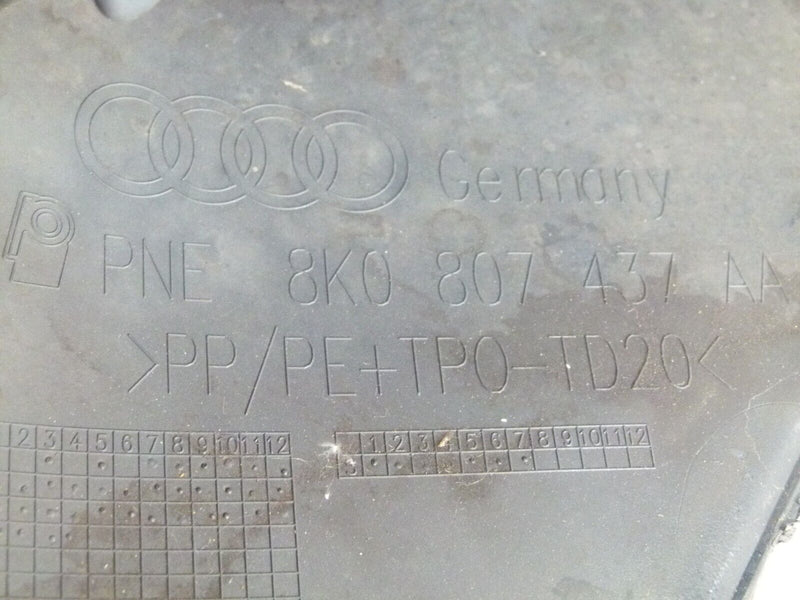 Germany
PNE 8K0 807 437 AA
>PP/PE+TPO-TD20<
2 3 4 5 6 7 8 9 10 11 12
1 2 3 4 5 6 7 8 9 10 11 12
3